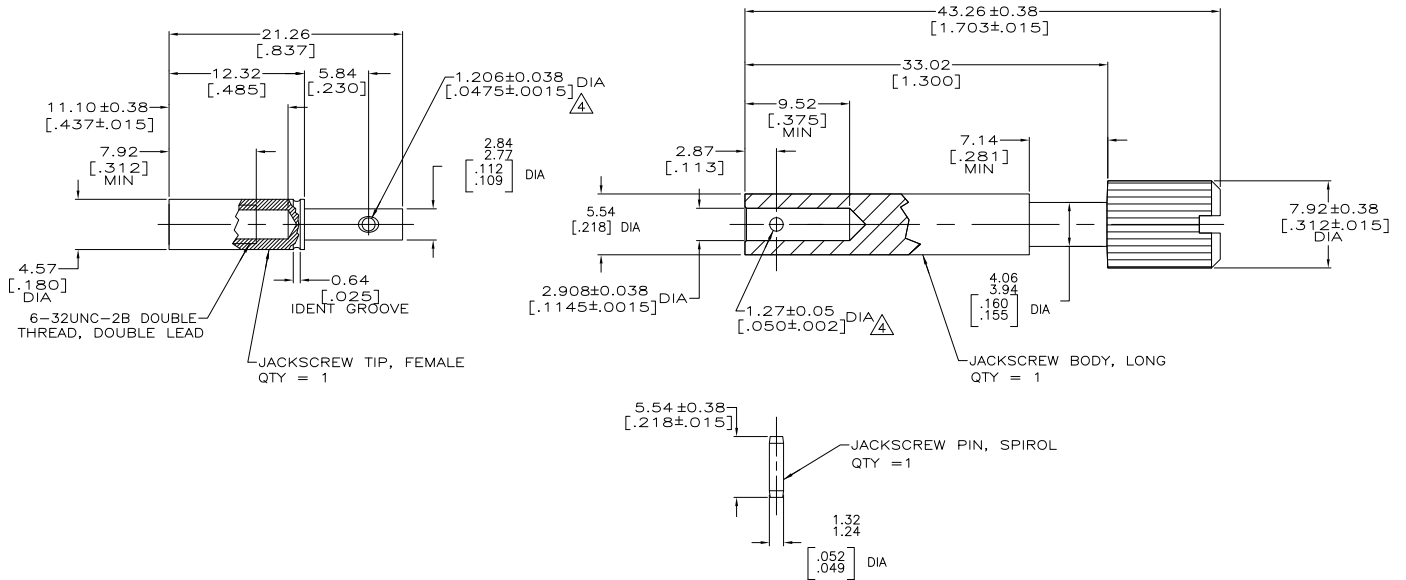 21.26
[.837]
12.32
[.485]
5.84
[.230]
1.206±0.038 DIA
[.0475±.0015]
4
11.10±0.38
[.437±.015]
7.92
[.312]
MIN
2.84
2.77
[.112
.109] DIA
4.57
[.180]
DIA
0.64
[.025]
IDENT GROOVE
6-32UNC-2B DOUBLE
THREAD, DOUBLE LEAD
JACKSCREW TIP, FEMALE
QTY = 1
43.26±0.38
[1.703±.015]
33.02
[1.300]
9.52
[.375]
MIN
7.14
[.281]
MIN
2.87
[.113]
5.54
[.218] DIA
7.92±0.38
[.312±.015]
DIA
2.908±0.038 DIA
[.1145±.0015]
1.27±0.05 DIA
[.050±.002]
4
4.06
3.94
[.160
.155] DIA
JACKSCREW BODY, LONG
QTY = 1
5.54±0.38
[.218±.015]
JACKSCREW PIN, SPIROL
QTY =1
1.32
1.24
[.052
.049] DIA